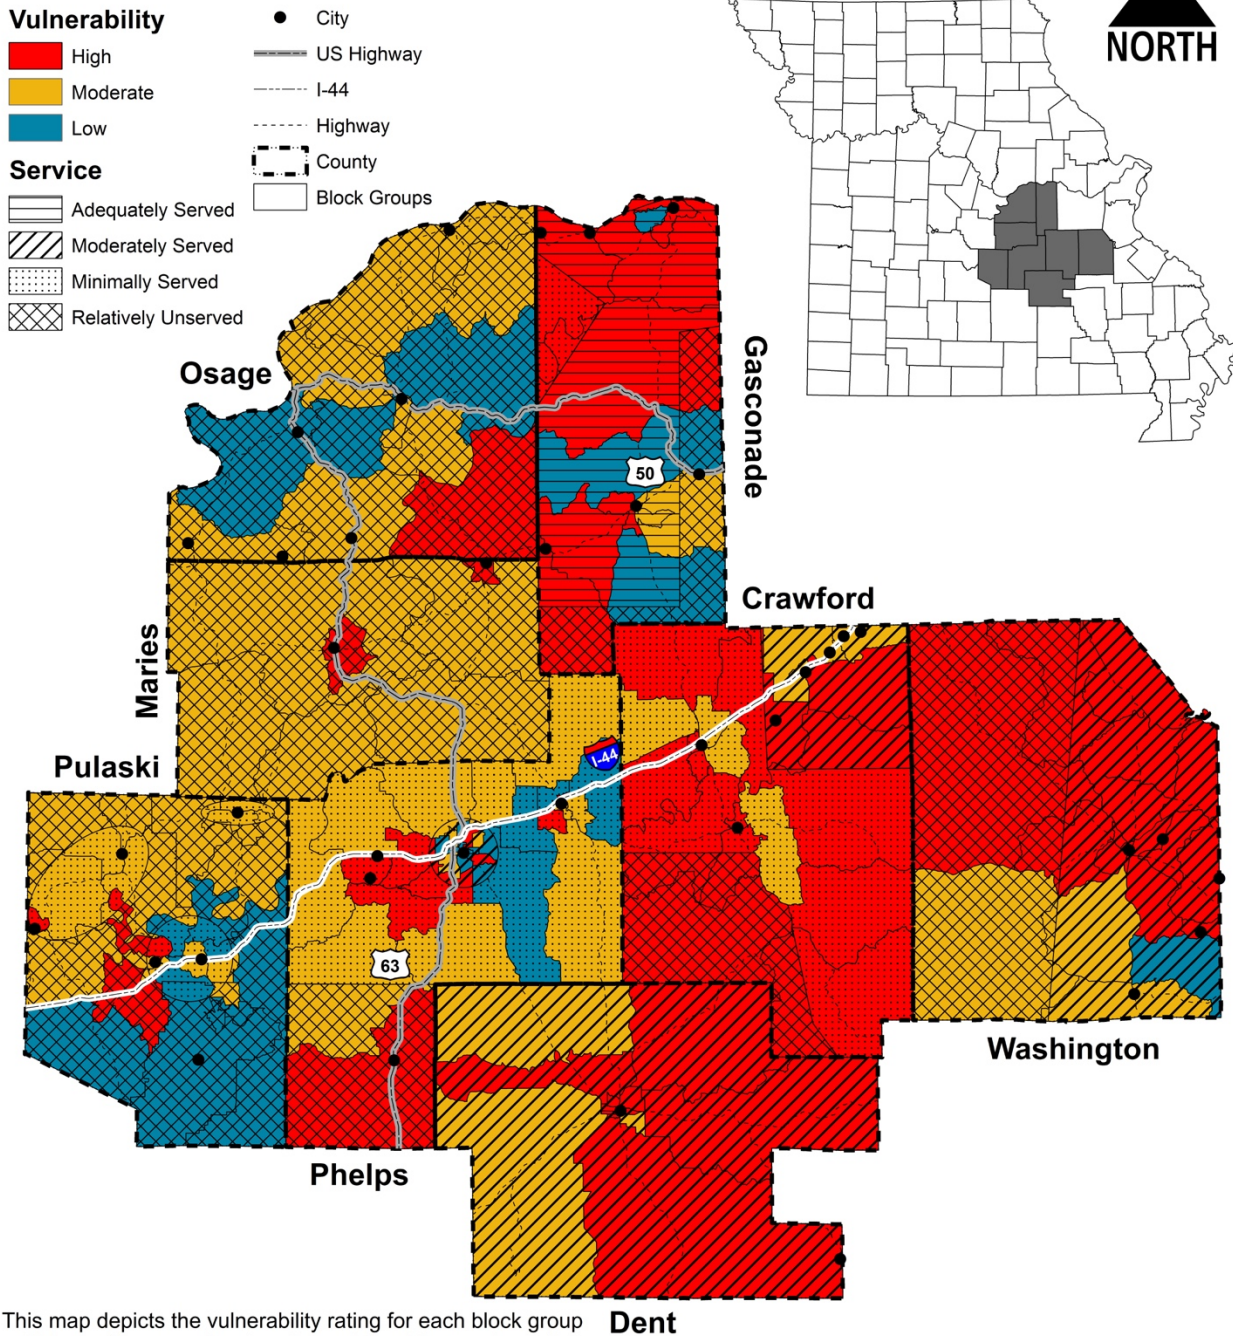 Vulnerability
High
Moderate
Low
Service
Adequately Served
Moderately Served
Minimally Served
Relatively Unserved
City
US Highway
I-44
Highway
County
Block Groups
NORTH
Osage
Gasconade
50
Crawford
Maries
Pulaski
I-44
63
Washington
Phelps
This map depicts the vulnerability rating for each block group
Dent